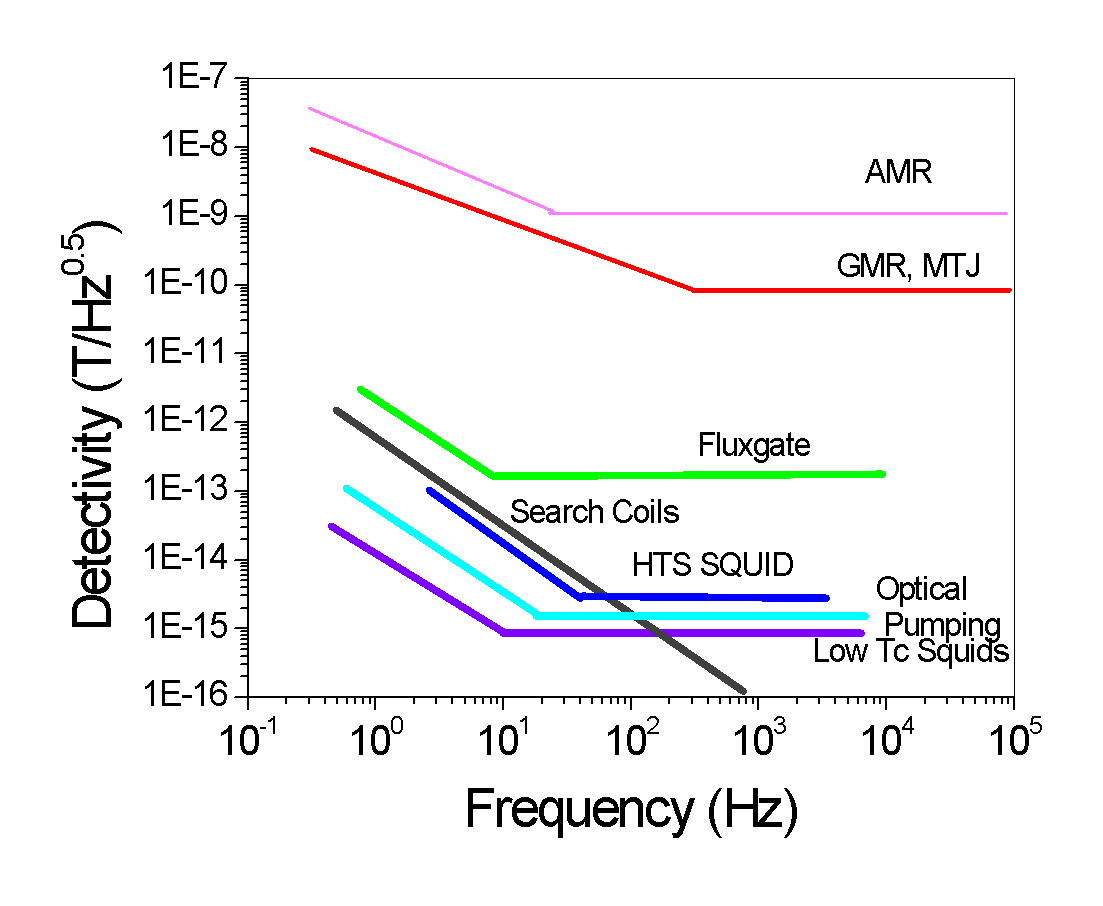 1E-7
1E-8
1E-9
1E-10
1E-11
1E-12
1E-13
1E-14
1E-15
1E-16
Detectivity (T/Hz^0.5)
AMR
GMR, MTJ
Fluxgate
Search Coils
HTS SQUID
Optical
Pumping
Low Tc Squids
10^-1 10^0 10^1 10^2 10^3 10^4 10^5
Frequency (Hz)